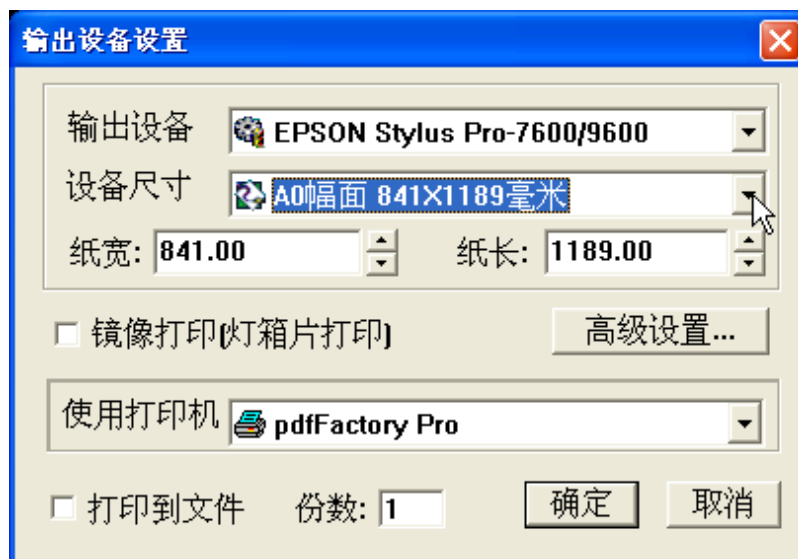 输出设备设置
输出设备 EPSON Stylus Pro-7600/9600
设备尺寸 A0幅面 841X1189毫米
纸宽: 841.00 纸长: 1189.00
镜像打印(灯箱片打印) 高级设置...
使用打印机 pdfFactory Pro
打印到文件 份数: 1 确定 取消